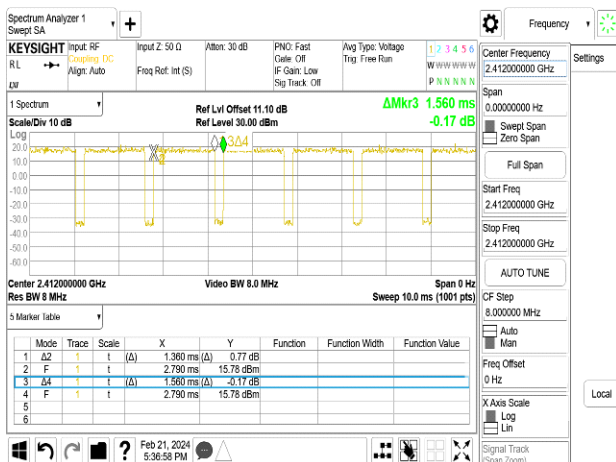 Spectrum Analyzer 1
Swept SA
+
Frequency
KEYSIGHT
Input: RF
Input Z: 50 Ω
Atten: 30 dB
PNO: Fast
Avg Type: Voltage
1 2 3 4 5 6
RL
Coupling: DC
Gate: Off
Trig: Free Run
W W W W W W
Align: Auto
Freq Ref: Int (S)
IF Gain: Low
Sig Track: Off
P N N N N N
LXI
1 Spectrum
Ref Lvl Offset 11.10 dB
ΔMkr3 1.560 ms
Scale/Div 10 dB
Ref Level 30.00 dBm
-0.17 dB
Log
20.0
10.0
0.00
-10.0
-20.0
-30.0
-40.0
-50.0
-60.0
3Δ4
Center 2.412000000 GHz
Video BW 8.0 MHz
Span 0 Hz
Res BW 8 MHz
Sweep 10.0 ms (1001 pts)
5 Marker Table
Mode Trace Scale X Y Function Function Width Function Value
1 Δ2 1 t (Δ) 1.360 ms (Δ) 0.77 dB
2 F 1 t 2.790 ms 15.78 dBm
3 Δ4 1 t (Δ) 1.560 ms (Δ) -0.17 dB
4 F 1 t 2.790 ms 15.78 dBm
5
6
?
Feb 21, 2024
5:36:58 PM
Center Frequency
2.412000000 GHz
Span
0.00000000 Hz
Swept Span
Zero Span
Full Span
Start Freq
2.412000000 GHz
Stop Freq
2.412000000 GHz
AUTO TUNE
CF Step
8.000000 MHz
Auto
Man
Freq Offset
0 Hz
X Axis Scale
Log
Lin
Signal Track
(Span Zoom)
Settings
Local